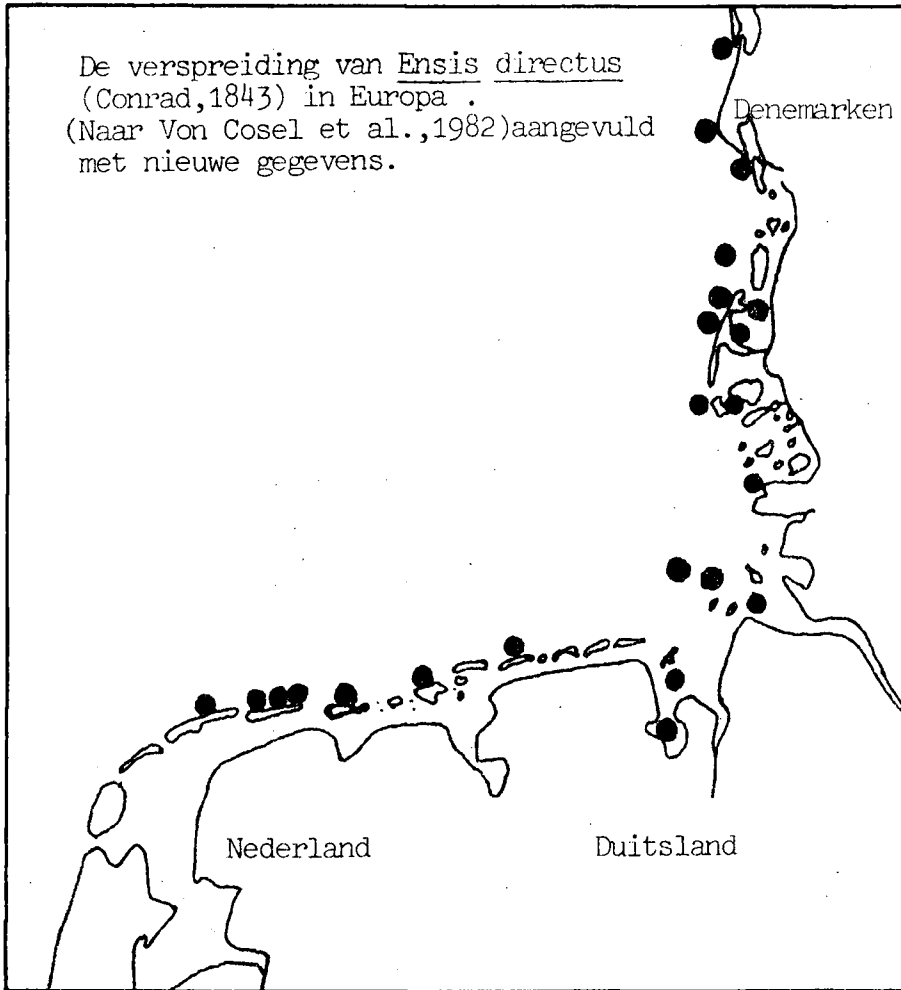 De verspreiding van Ensis directus
(Conrad,1843) in Europa .
(Naar Von Cosel et al.,1982)aangevuld
met nieuwe gegevens.
Denemarken
Nederland
Duitsland